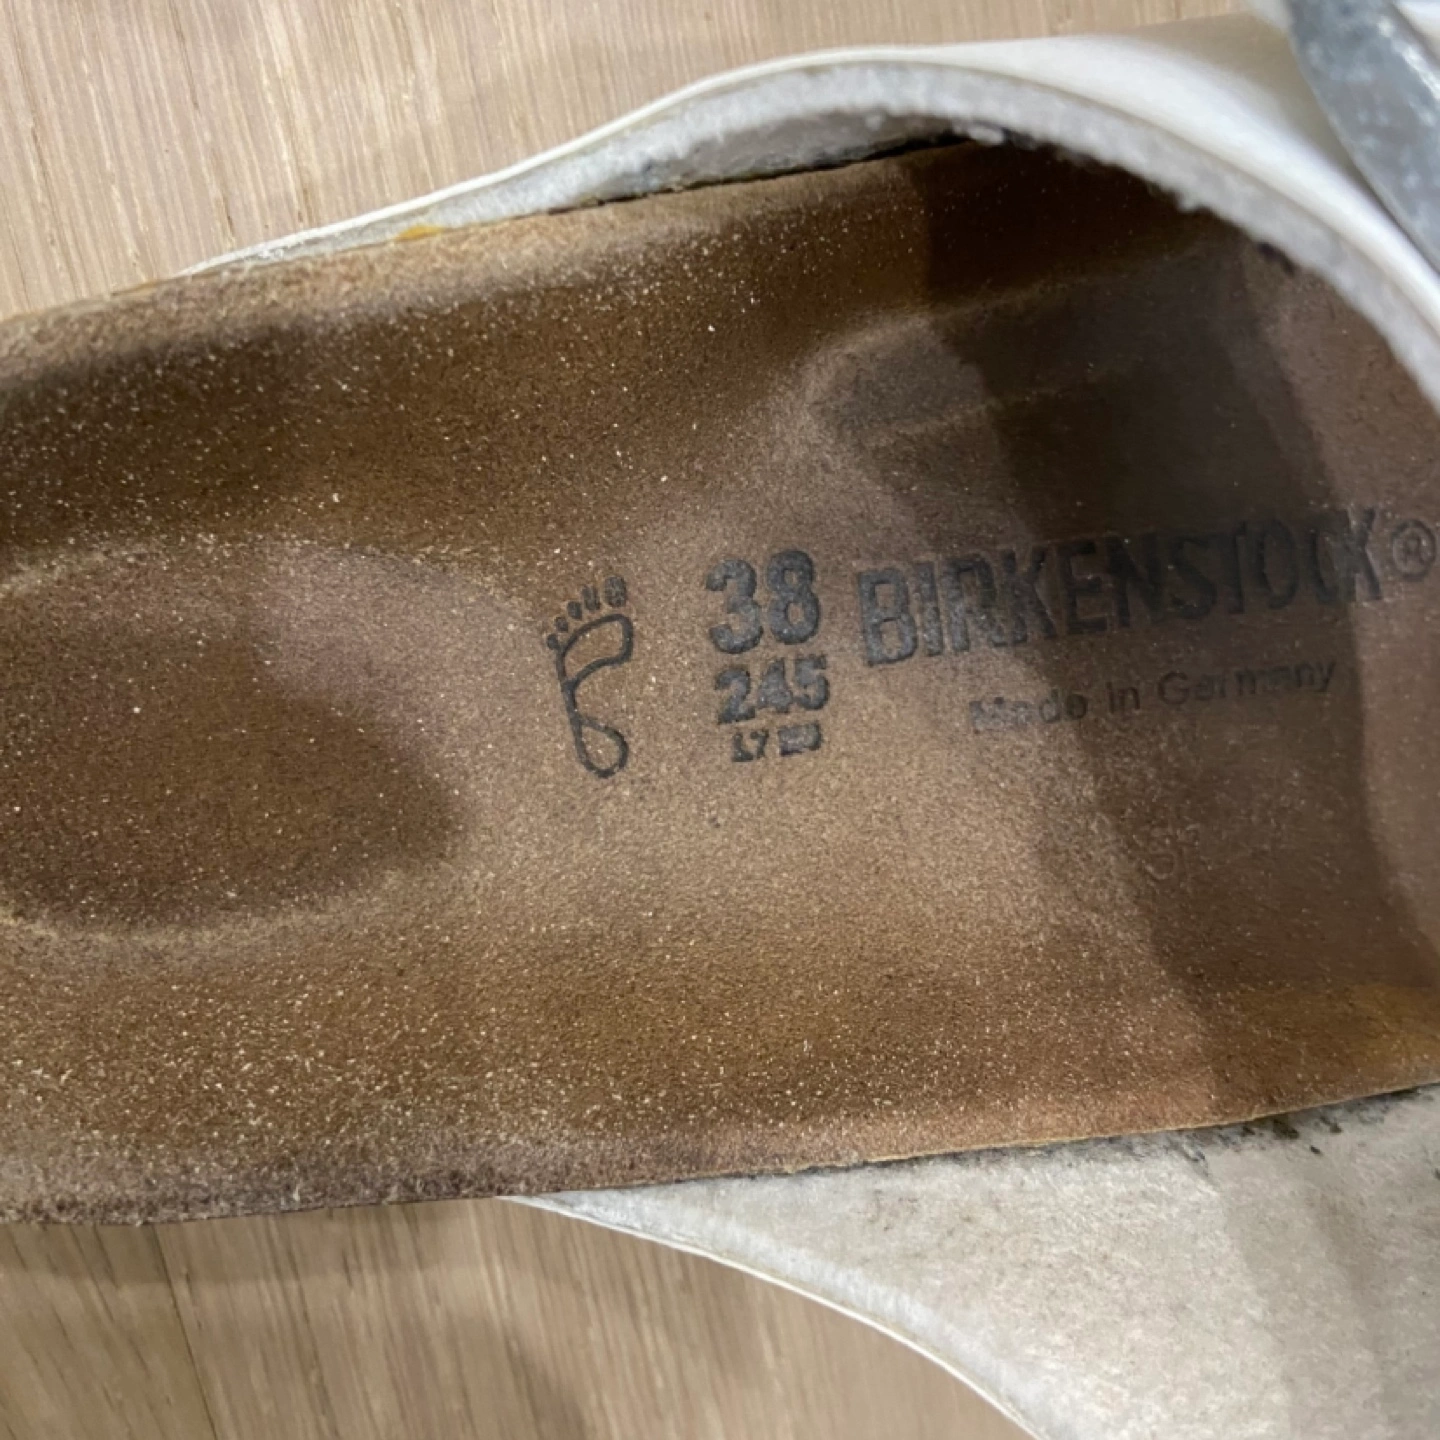 38
245
BIRKENSTOCK®
Made in Germany